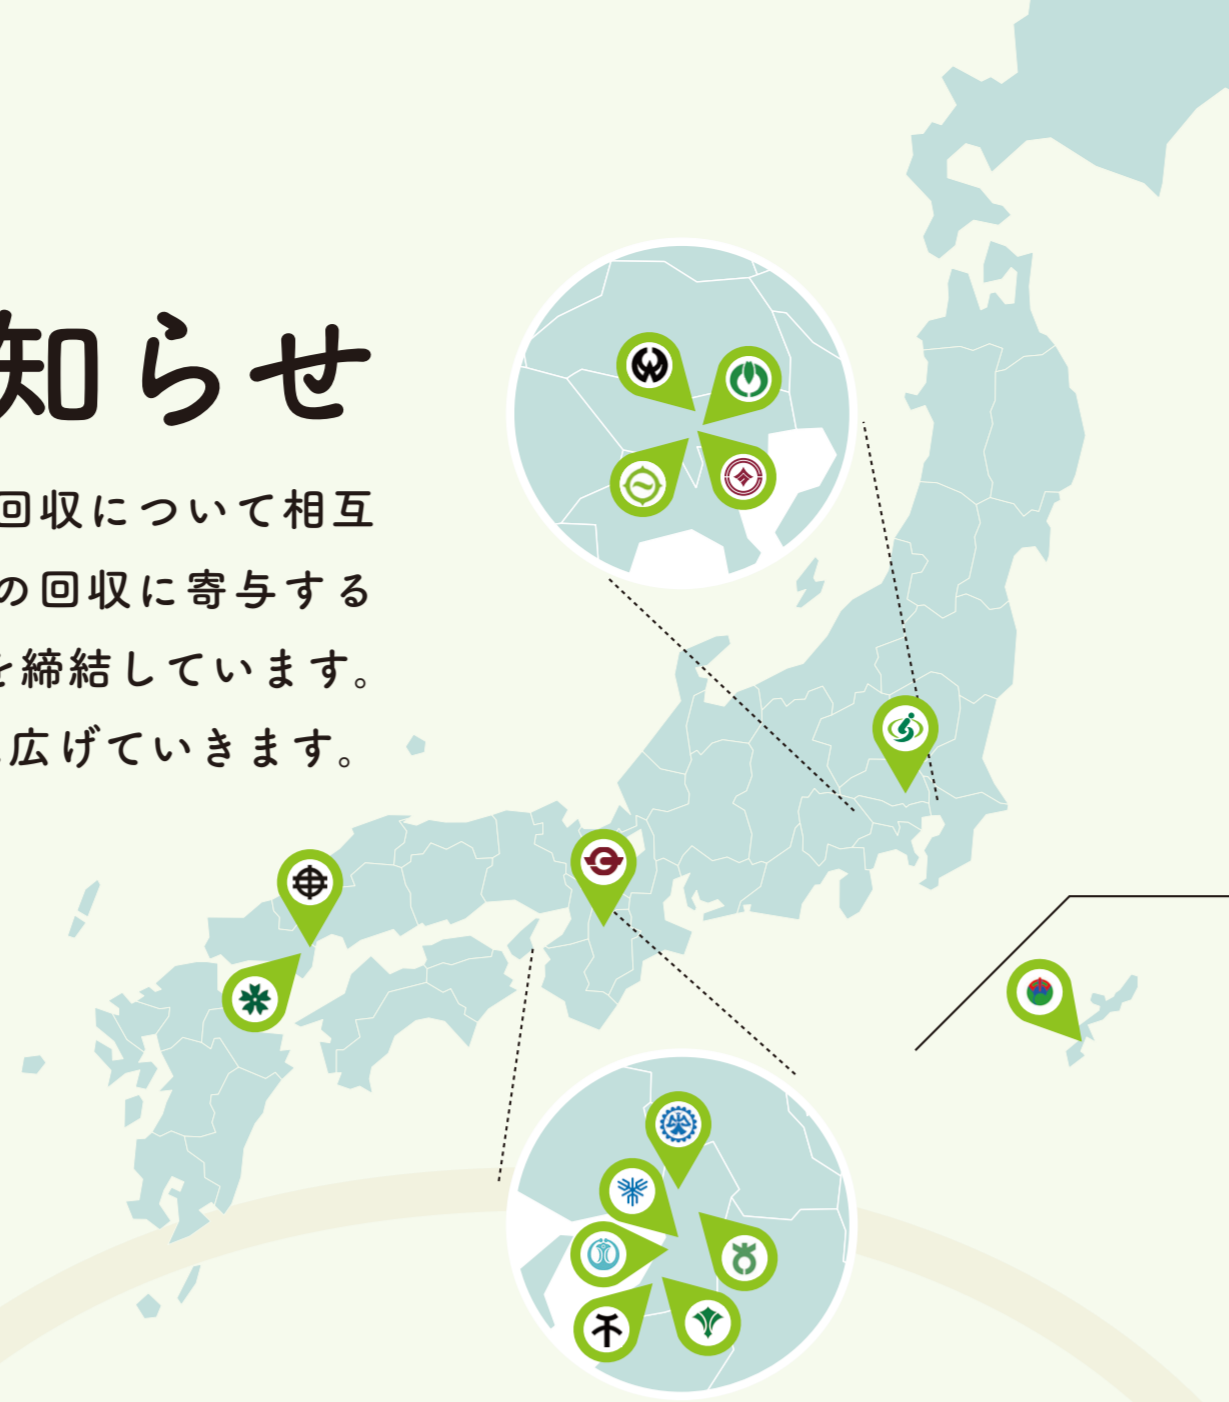 知らせ
回収について相互
の回収に寄与する
を締結しています。
広げていきます。